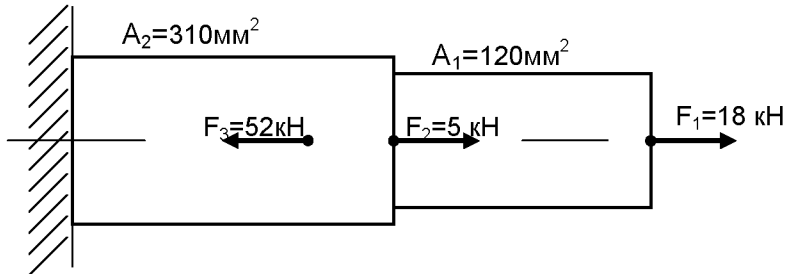 A₂=310мм²
A₁=120мм²
F₃=52кН
F₂=5 кН
F₁=18 кН